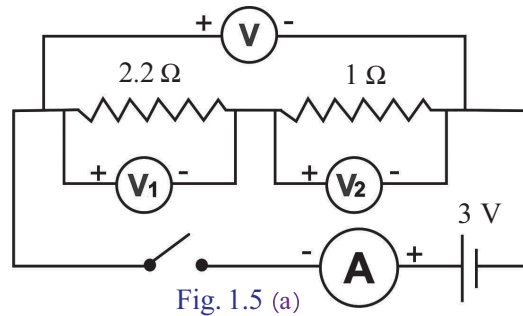 + V -
2.2 Ω 1 Ω
+ V1 - + V2 -
3 V
- A +
Fig. 1.5 (a)